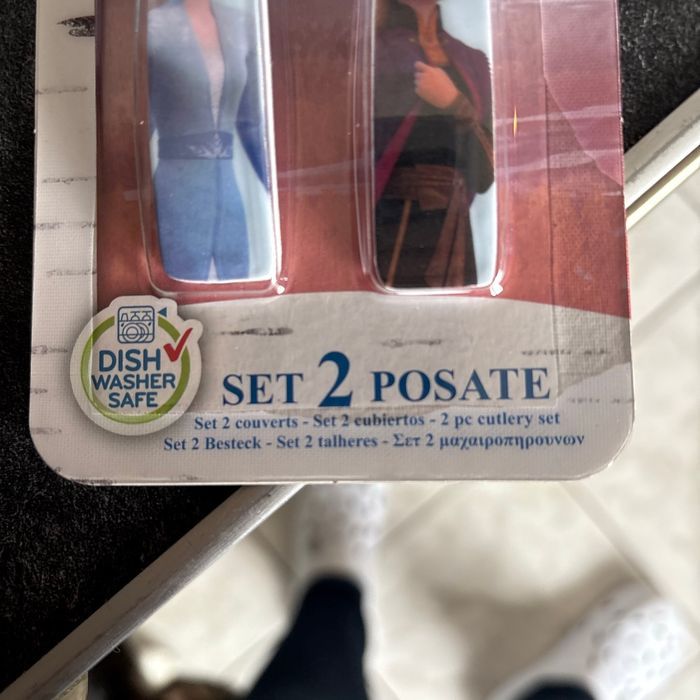 DISH
WASHER
SAFE
SET 2 POSATE
Set 2 couverts - Set 2 cubiertos - 2 pc cutlery set
Set 2 Besteck - Set 2 talheres - Σετ 2 μαχαιροπηρουνων